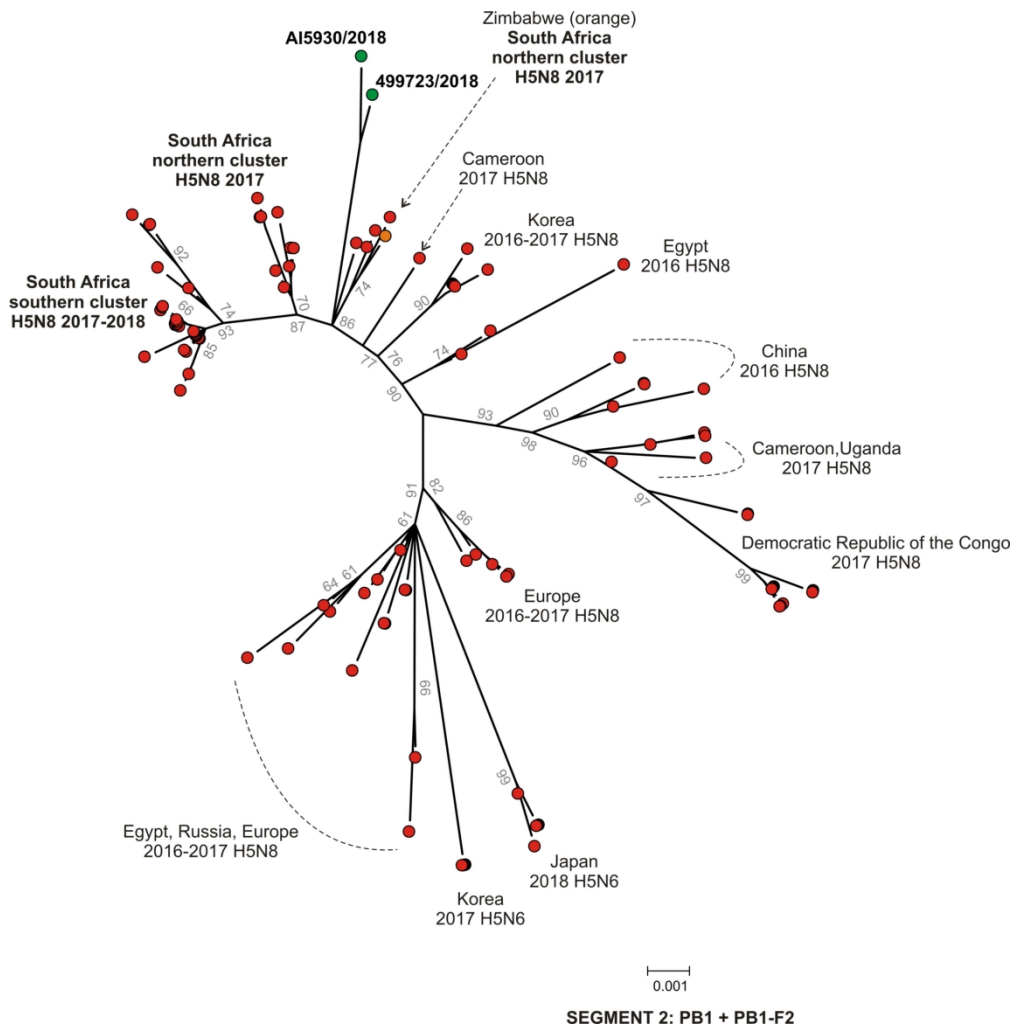 Zimbabwe (orange)
South Africa
northern cluster
H5N8 2017
AI5930/2018
499723/2018
South Africa
northern cluster
H5N8 2017
Cameroon
2017 H5N8
Korea
2016-2017 H5N8
Egypt
2016 H5N8
South Africa
southern cluster
H5N8 2017-2018
92
74
66
93
85
70
87
86
74
77
76
90
74
90
China
2016 H5N8
93
90
98
96
Cameroon,Uganda
2017 H5N8
97
Democratic Republic of the Congo
2017 H5N8
99
91
82
86
61
Europe
2016-2017 H5N8
64
61
99
99
Egypt, Russia, Europe
2016-2017 H5N8
Japan
2018 H5N6
Korea
2017 H5N6
0.001
SEGMENT 2: PB1 + PB1-F2